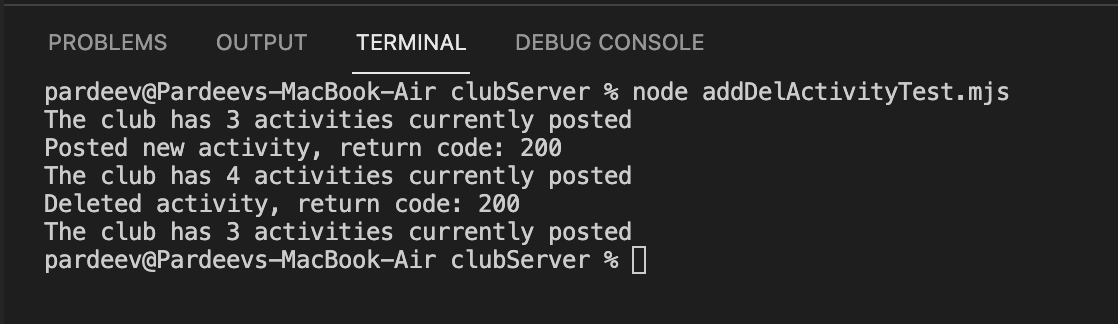 PROBLEMS OUTPUT TERMINAL DEBUG CONSOLE
pardeev@Pardeevs-MacBook-Air clubServer % node addDelActivityTest.mjs
The club has 3 activities currently posted
Posted new activity, return code: 200
The club has 4 activities currently posted
Deleted activity, return code: 200
The club has 3 activities currently posted
pardeev@Pardeevs-MacBook-Air clubServer %